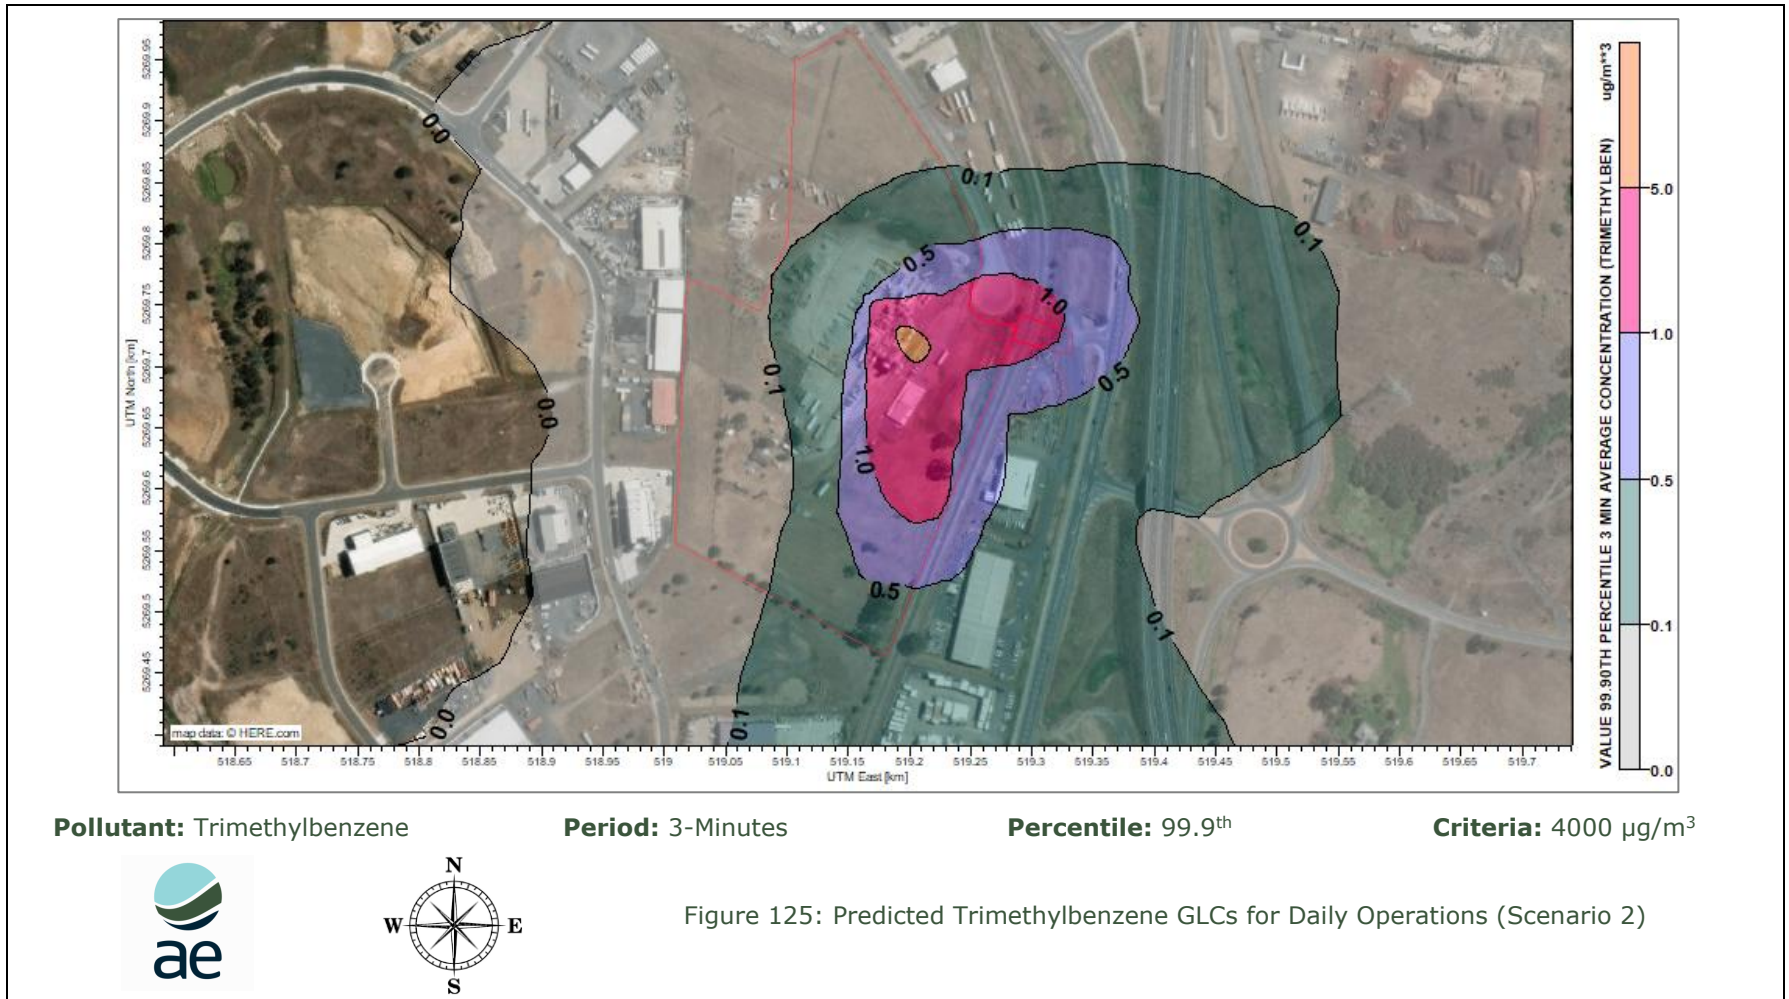 5269.95
5269.9
5269.85
5269.8
5269.75
5269.7
5269.65
5269.6
5269.55
5269.5
5269.45
UTM North [km]
0.0
0.0
0.0
0.1
0.1
0.1
0.1
0.1
0.5
0.5
0.5
1.0
1.0
map data: © HERE.com
518.65 518.7 518.75 518.8 518.85 518.9 518.95 519 519.05 519.1 519.15 519.2 519.25 519.3 519.35 519.4 519.45 519.5 519.55 519.6 519.65 519.7
UTM East [km]
VALUE 99.90TH PERCENTILE 3 MIN AVERAGE CONCENTRATION (TRIMETHYLBEN) ug/m**3
5.0
1.0
0.5
0.1
0.0
Pollutant: Trimethylbenzene Period: 3-Minutes Percentile: 99.9th Criteria: 4000 µg/m3
ae
N
W E
S
Figure 125: Predicted Trimethylbenzene GLCs for Daily Operations (Scenario 2)